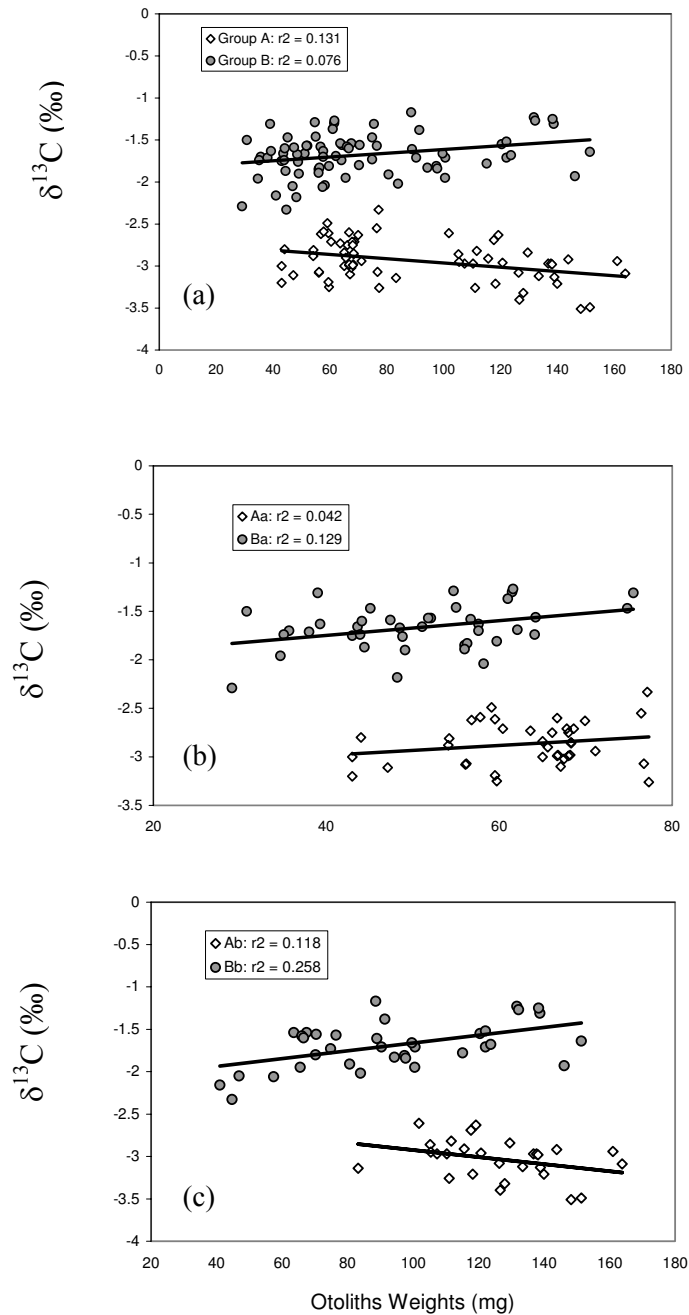 0
-0.5
-1
-1.5
-2
-2.5
-3
-3.5
-4
δ¹³C (‰)
◇ Group A: r2 = 0.131
● Group B: r2 = 0.076
(a)
0 20 40 60 80 100 120 140 160 180
0
-0.5
-1
-1.5
-2
-2.5
-3
-3.5
δ¹³C (‰)
◇ Aa: r2 = 0.042
● Ba: r2 = 0.129
(b)
20 40 60 80
0
-0.5
-1
-1.5
-2
-2.5
-3
-3.5
-4
δ¹³C (‰)
◇ Ab: r2 = 0.118
● Bb: r2 = 0.258
(c)
20 40 60 80 100 120 140 160 180
Otoliths Weights (mg)